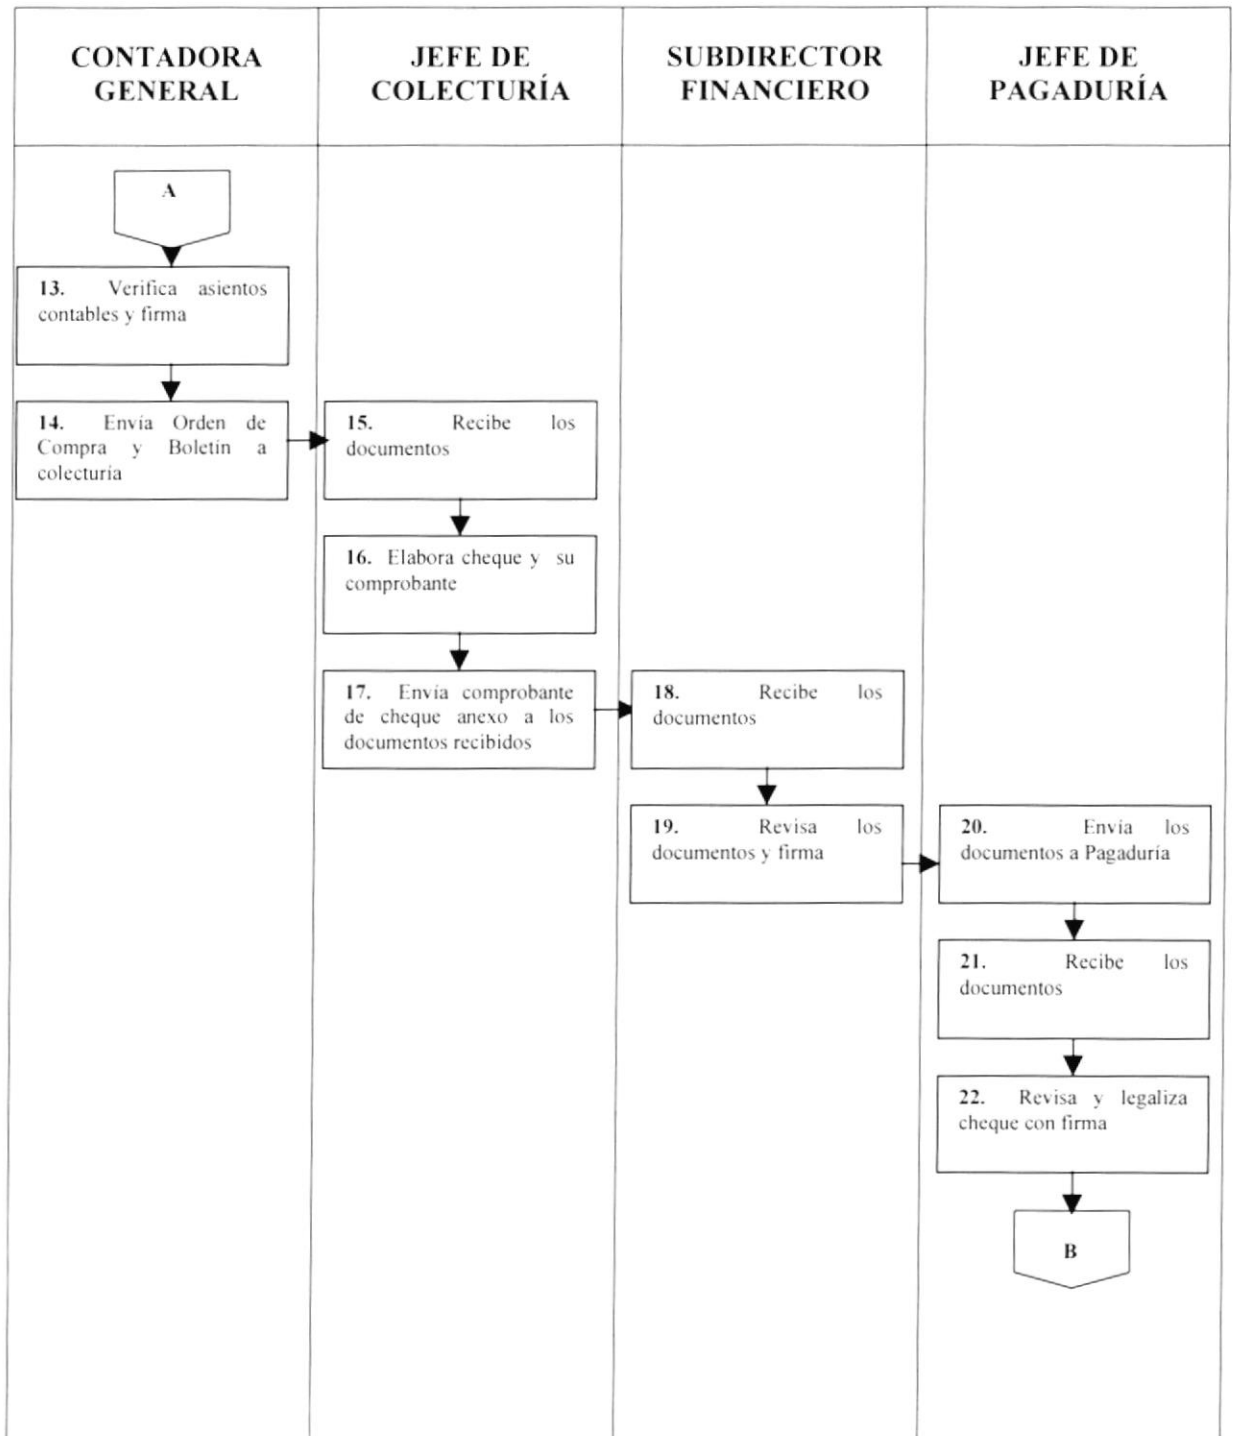 CONTADORA
GENERAL
JEFE DE
COLECTURÍA
SUBDIRECTOR
FINANCIERO
JEFE DE
PAGADURÍA
A
13. Verifica asientos
contables y firma
14. Envía Orden de
Compra y Boletín a
colecturía
15. Recibe los
documentos
16. Elabora cheque y su
comprobante
17. Envía comprobante
de cheque anexo a los
documentos recibidos
18. Recibe los
documentos
19. Revisa los
documentos y firma
20. Envía los
documentos a Pagaduría
21. Recibe los
documentos
22. Revisa y legaliza
cheque con firma
B